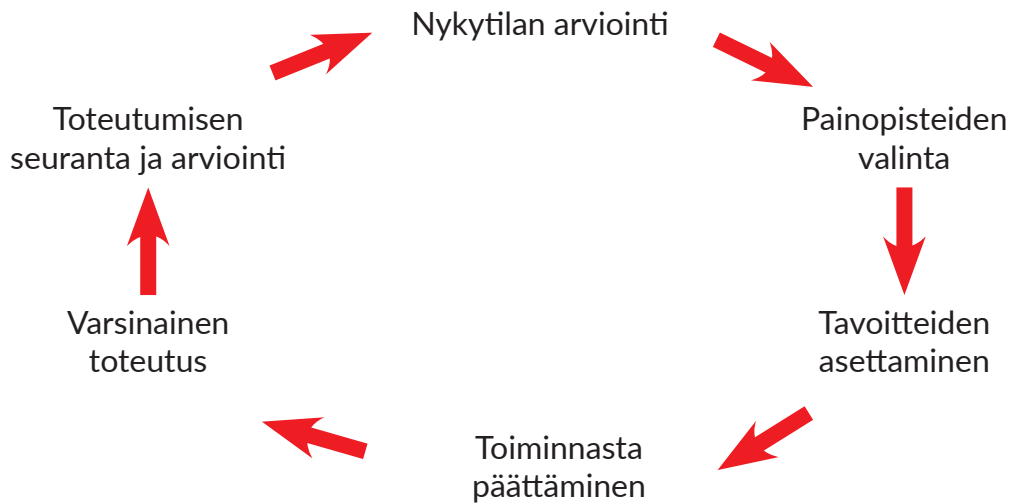 Nykytilan arviointi
Painopisteiden
valinta
Tavoitteiden
asettaminen
Toiminnasta
päättäminen
Varsinainen
toteutus
Toteutumisen
seuranta ja arviointi